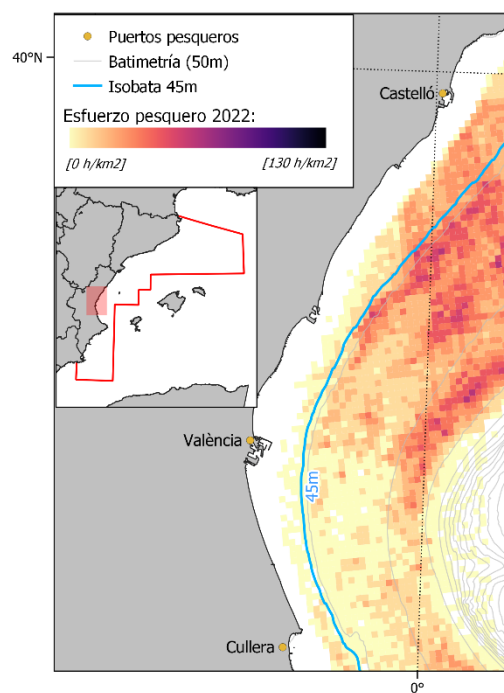 Puertos pesqueros
Batimetría (50m)
Isobata 45m
Esfuerzo pesquero 2022:
[0 h/km2]
[130 h/km2]
40°N
Castelló
València
45m
Cullera
0°